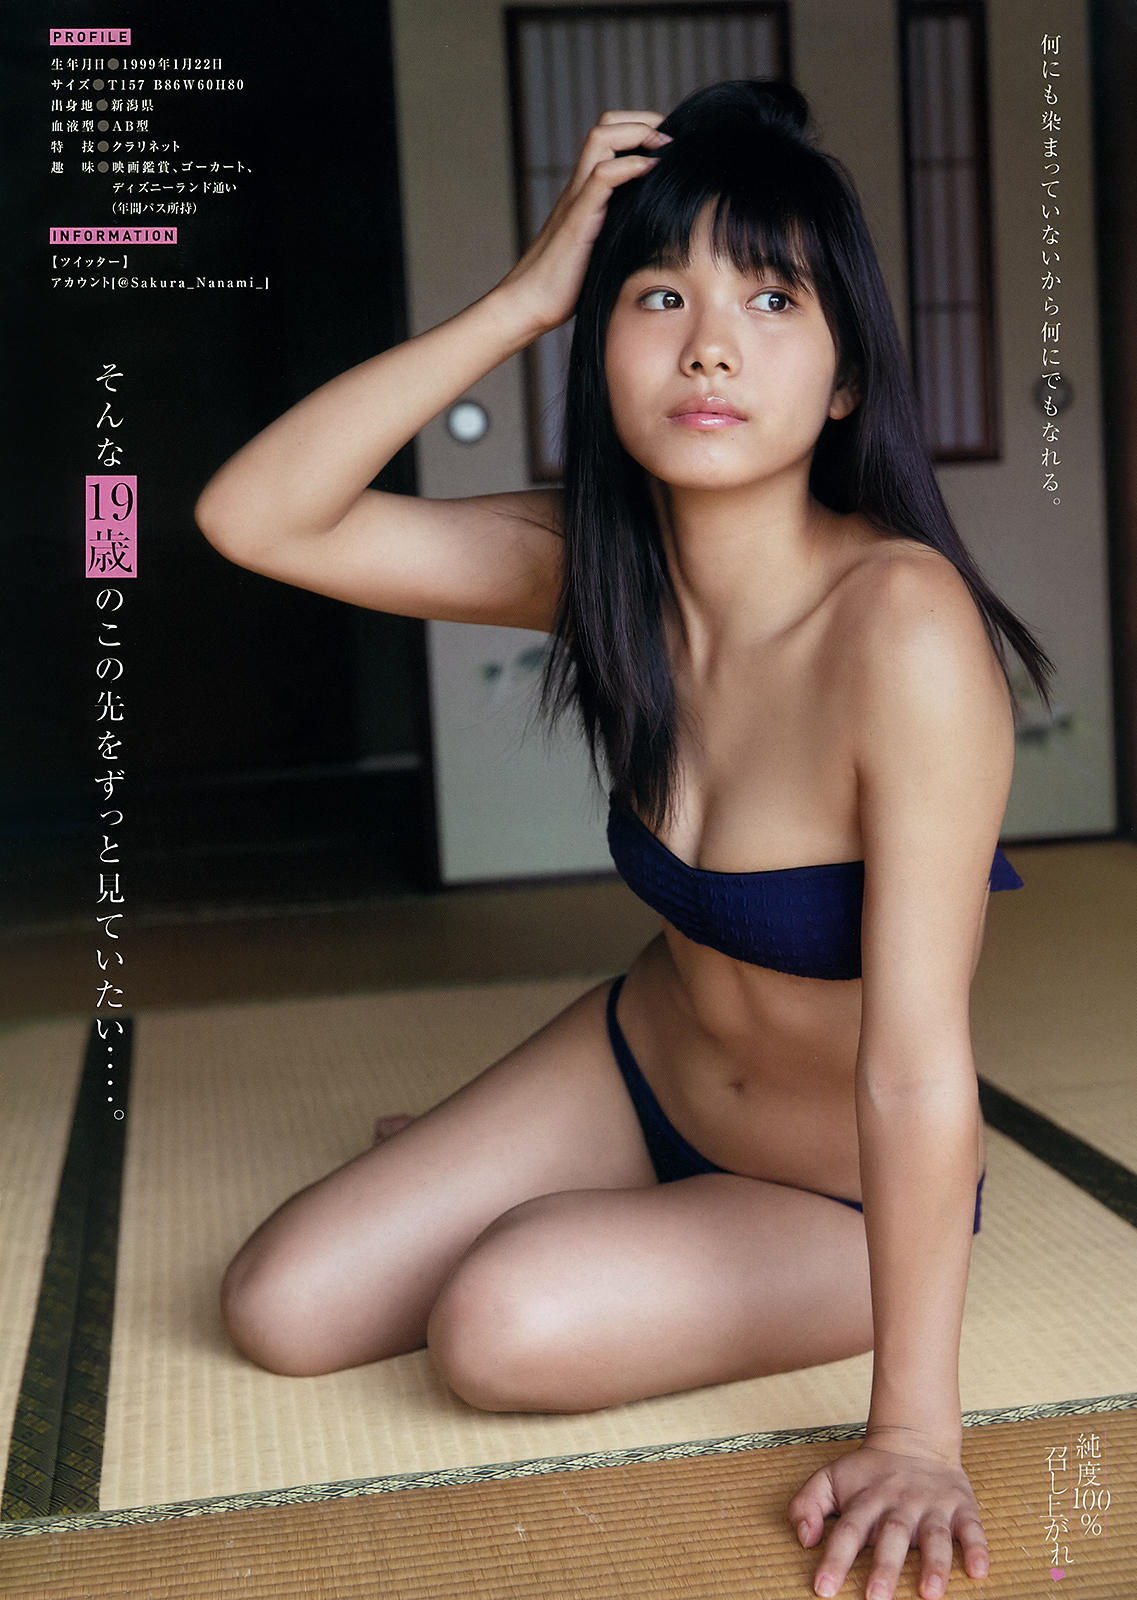 PROFILE
生年月日●1999年1月22日
サイズ●T157 B86W60H80
出身地●新潟県
血液型●AB型
特　技●クラリネット
趣　味●映画鑑賞、ゴーカート、
ディズニーランド通い
(年間パス所持)
INFORMATION
【ツイッター】
アカウント[@Sakura_Nanami_]
何にも染まっていないから何にでもなれる。
そんな19歳のこの先をずっと見ていたい……。
純度100%
召し上がれ♥